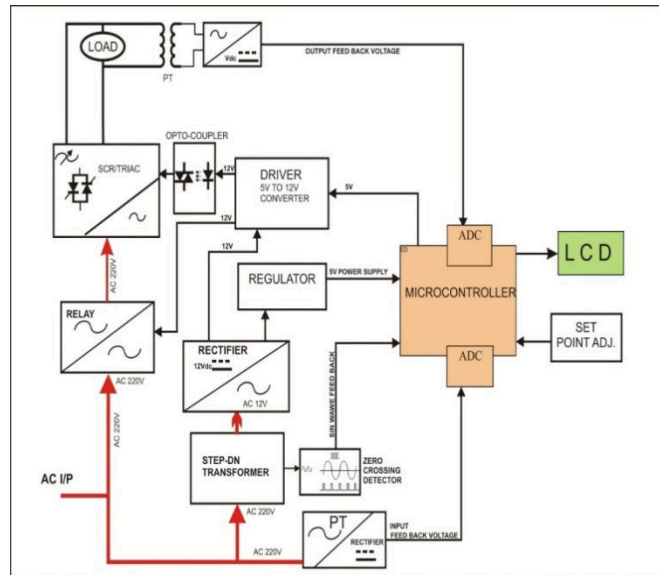 LOAD
PT
Vdc
OUTPUT FEED BACK VOLTAGE
OPTO-COUPLER
SCR/TRIAC
12V
DRIVER
5V TO 12V
CONVERTER
5V
12V
12V
ADC
LCD
MICROCONTROLLER
REGULATOR
5V POWER SUPPLY
SET
POINT ADJ.
ADC
AC 220V
RELAY
AC 220V
RECTIFIER
12Vdc
AC 12V
AC 220V
SIN WAWE FEED BACK
STEP-DN
TRANSFORMER
ZERO
CROSSING
DETECTOR
AC I/P
AC 220V
AC 220V
PT
RECTIFIER
INPUT
FEED BACK VOLTAGE